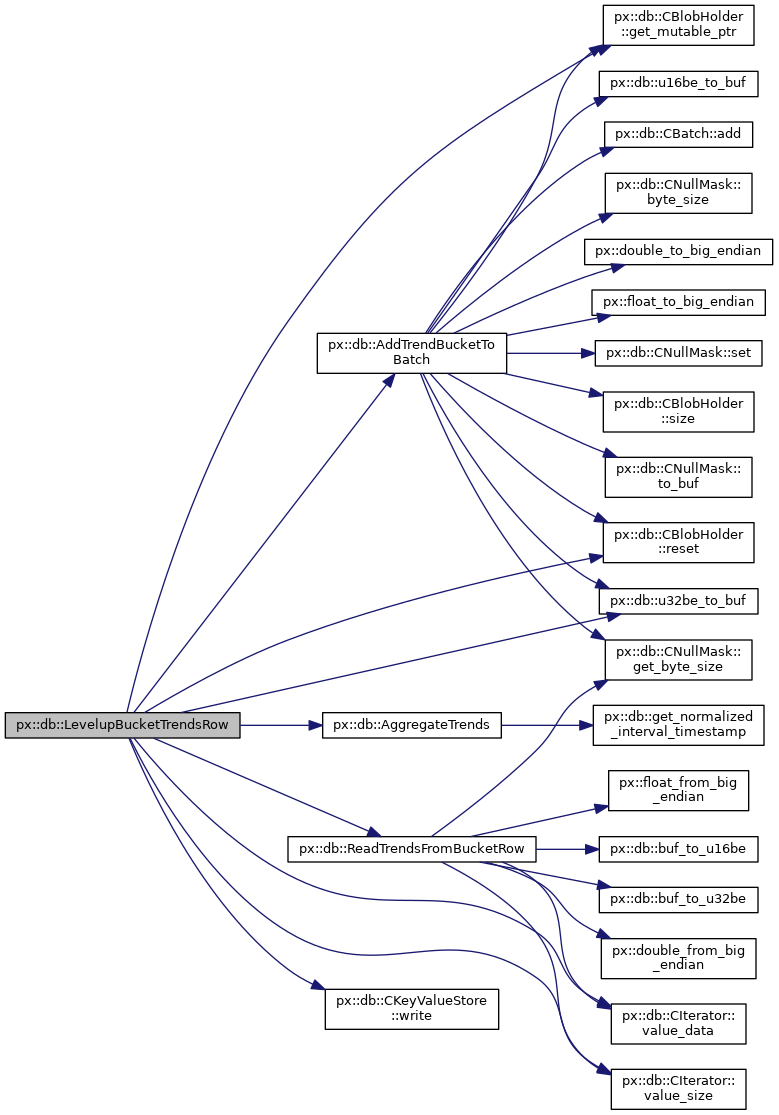 px::db::CBlobHolder
::get_mutable_ptr
px::db::u16be_to_buf
px::db::CBatch::add
px::db::CNullMask::
byte_size
px::double_to_big_endian
px::float_to_big_endian
px::db::AddTrendBucketTo
Batch
px::db::CNullMask::set
px::db::CBlobHolder
::size
px::db::CNullMask::
to_buf
px::db::CBlobHolder
::reset
px::db::u32be_to_buf
px::db::CNullMask::
get_byte_size
px::db::LevelupBucketTrendsRow
px::db::AggregateTrends
px::db::get_normalized
_interval_timestamp
px::float_from_big
_endian
px::db::ReadTrendsFromBucketRow
px::db::buf_to_u16be
px::db::buf_to_u32be
px::double_from_big
_endian
px::db::CKeyValueStore
::write
px::db::CIterator::
value_data
px::db::CIterator::
value_size